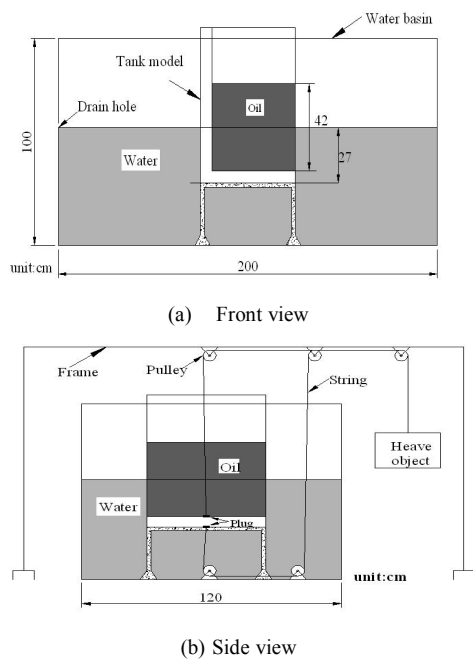 Water basin
Tank model
Drain hole
Oil
42
27
100
Water
unit:cm
200
(a) Front view
Frame
Pulley
String
Heave
object
Oil
Water
Plug
unit:cm
120
(b) Side view